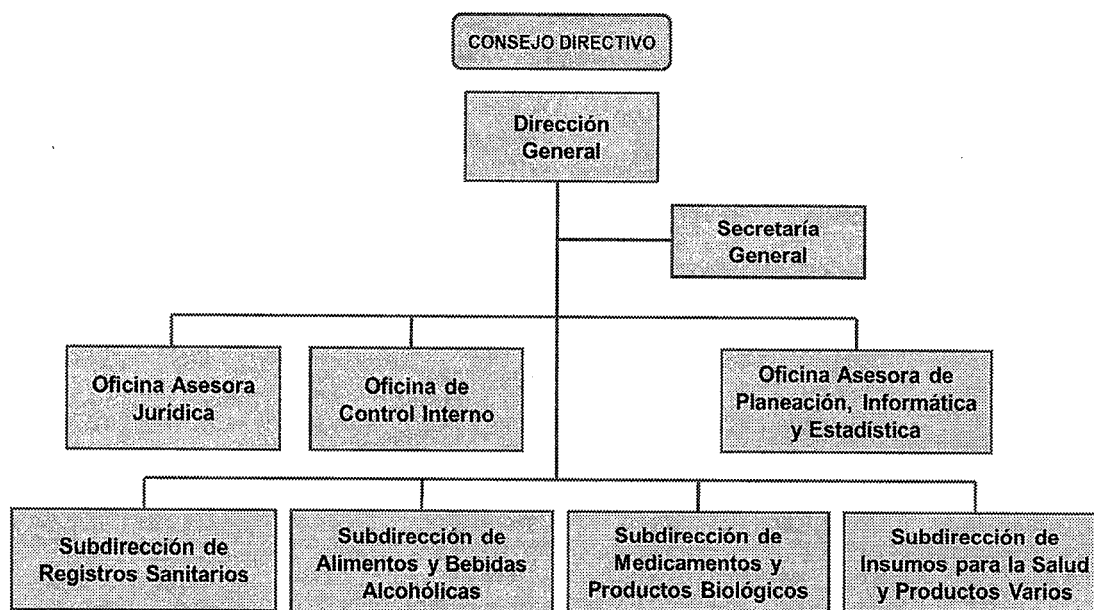 CONSEJO DIRECTIVO
Dirección
General
Secretaría
General
Oficina Asesora
Jurídica
Oficina de
Control Interno
Oficina Asesora de
Planeación, Informática
y Estadística
Subdirección de
Registros Sanitarios
Subdirección de
Alimentos y Bebidas
Alcohólicas
Subdirección de
Medicamentos y
Productos Biológicos
Subdirección de
Insumos para la Salud
y Productos Varios